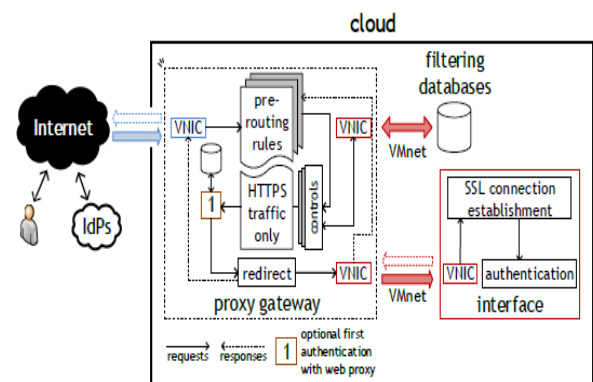 cloud
Internet
IdPs
VNIC
pre-
routing
rules
VNIC
VMnet
filtering
databases
1
HTTPS
traffic
only
controls
redirect
VNIC
proxy gateway
VMnet
SSL connection
establishment
VNIC
authentication
interface
requests
responses
1
optional first
authentication
with web proxy